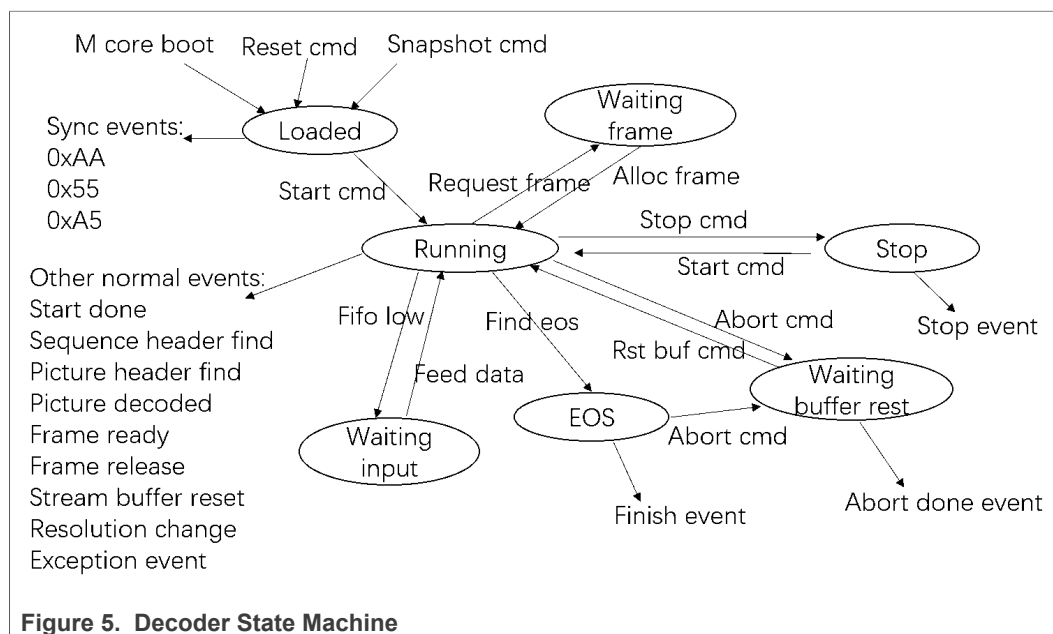 M core boot
Reset cmd
Snapshot cmd
Waiting
frame
Loaded
Sync events:
0xAA
0x55
0xA5
Start cmd
Request frame
Alloc frame
Stop cmd
Running
Stop
Start cmd
Other normal events:
Start done
Sequence header find
Picture header find
Picture decoded
Frame ready
Frame release
Stream buffer reset
Resolution change
Exception event
Fifo low
Find eos
Abort cmd
Stop event
Rst buf cmd
Feed data
Waiting
buffer rest
EOS
Abort cmd
Waiting
input
Finish event
Abort done event
Figure 5. Decoder State Machine